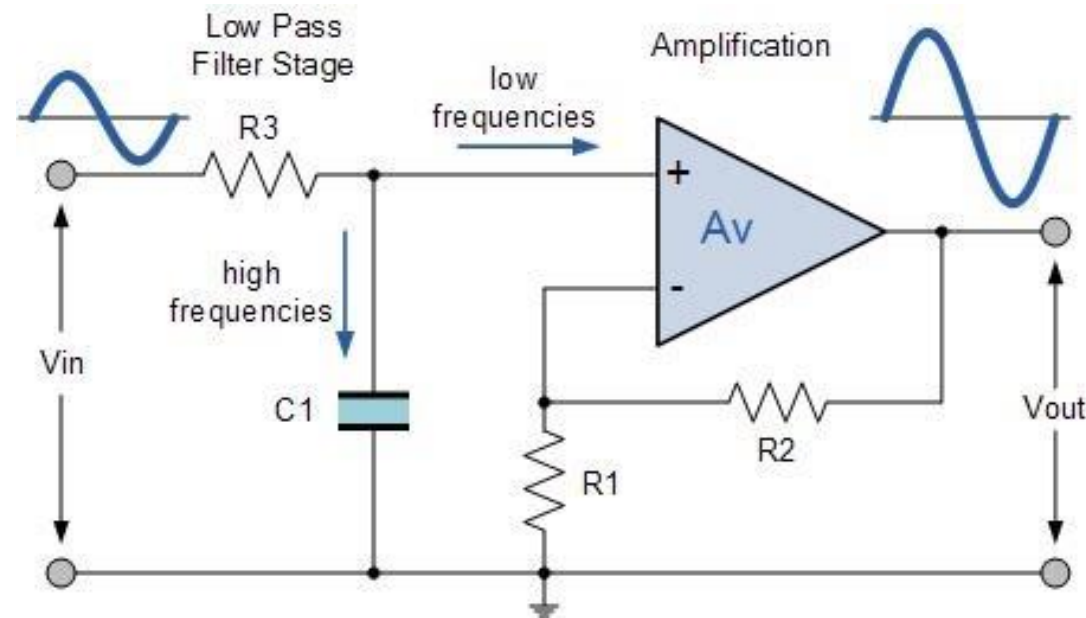 Low Pass
Filter Stage
Amplification
low
frequencies
R3
+
Av
-
high
frequencies
Vin
C1
R2
Vout
R1